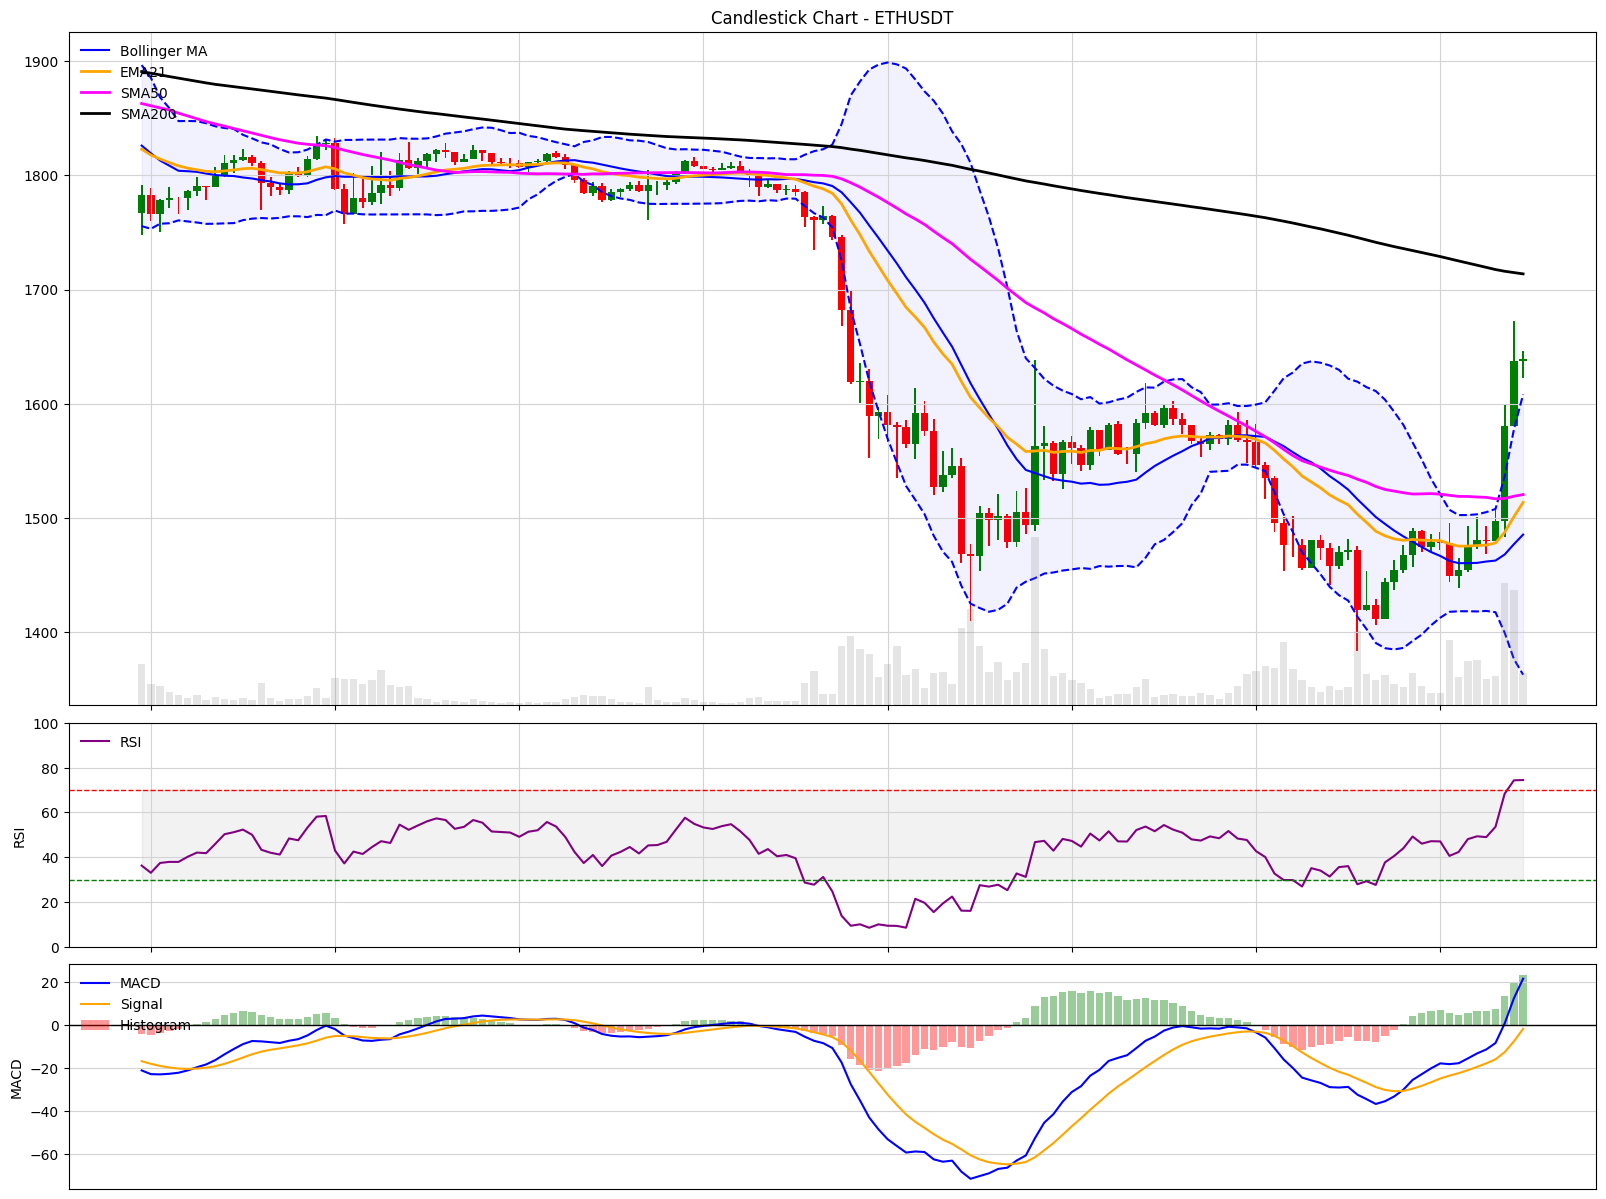 Candlestick Chart - ETHUSDT
Bollinger MA
EMA21
SMA50
SMA200
1900
1800
1700
1600
1500
1400
RSI
100
80
60
40
20
0
RSI
MACD
Signal
Histogram
20
0
−20
−40
−60
MACD